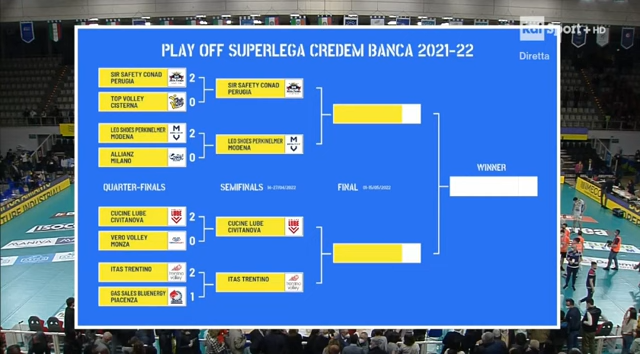 Rai Sport+HD
Diretta
PLAY OFF SUPERLEGA CREDEM BANCA 2021-22
SIR SAFETY CONAD
PERUGIA
2
TOP VOLLEY
CISTERNA
0
LEO SHOES PERKINELMER
MODENA
2
ALLIANZ
MILANO
0
SIR SAFETY CONAD
PERUGIA
LEO SHOES PERKINELMER
MODENA
QUARTER-FINALS
SEMIFINALS
FINAL
WINNER
CUCINE LUBE
CIVITANOVA
2
VERO VOLLEY
MONZA
0
ITAS TRENTINO
2
GAS SALES BLUENERGY
PIACENZA
1
CUCINE LUBE
CIVITANOVA
ITAS TRENTINO